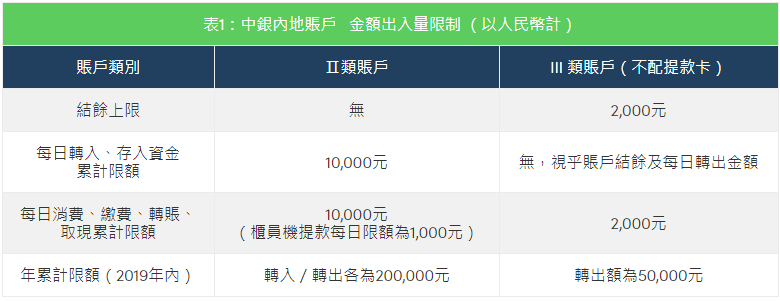 表1：中銀內地賬戶 金額出入量限制（以人民幣計）
賬戶類別 II類賬戶 III 類賬戶（不配提款卡）
結餘上限 無 2,000元
每日轉入、存入資金
累計限額 10,000元 無，視乎賬戶結餘及每日轉出金額
每日消費、繳費、轉賬、
取現累計限額 10,000元
（櫃員機提款每日限額為1,000元） 2,000元
年累計限額（2019年內） 轉入 / 轉出各為200,000元 轉出額為50,000元